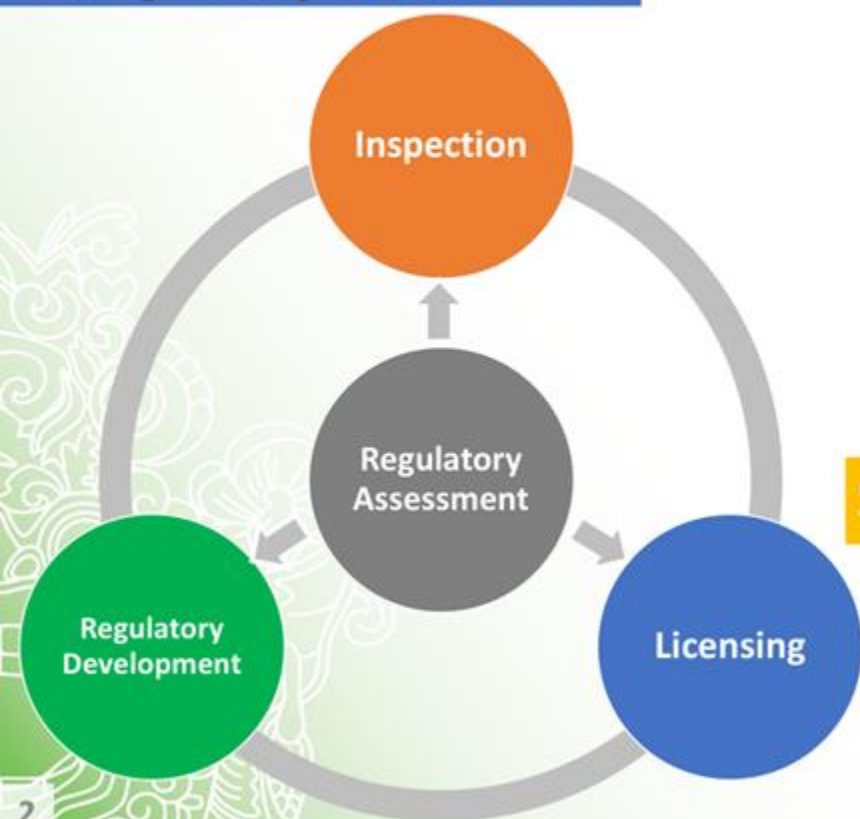 Inspection
Regulatory
Assessment
Regulatory
Development
Licensing
2